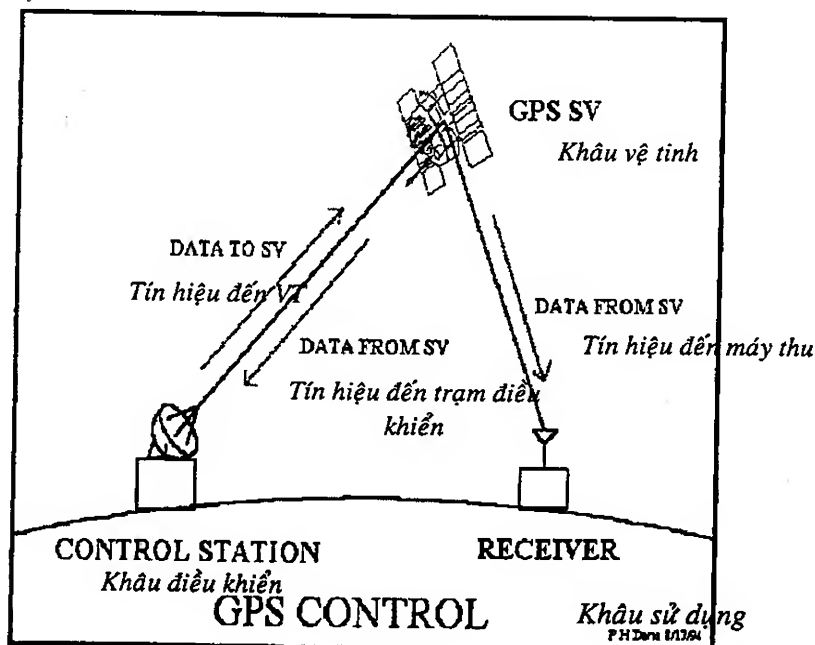 GPS SV
Khâu vệ tinh
DATA TO SV
Tín hiệu đến VT
DATA FROM SV
Tín hiệu đến máy thu
DATA FROM SV
Tín hiệu đến trạm điều
khiển
CONTROL STATION
Khâu điều khiển
RECEIVER
GPS CONTROL
Khâu sử dụng
P H Dana